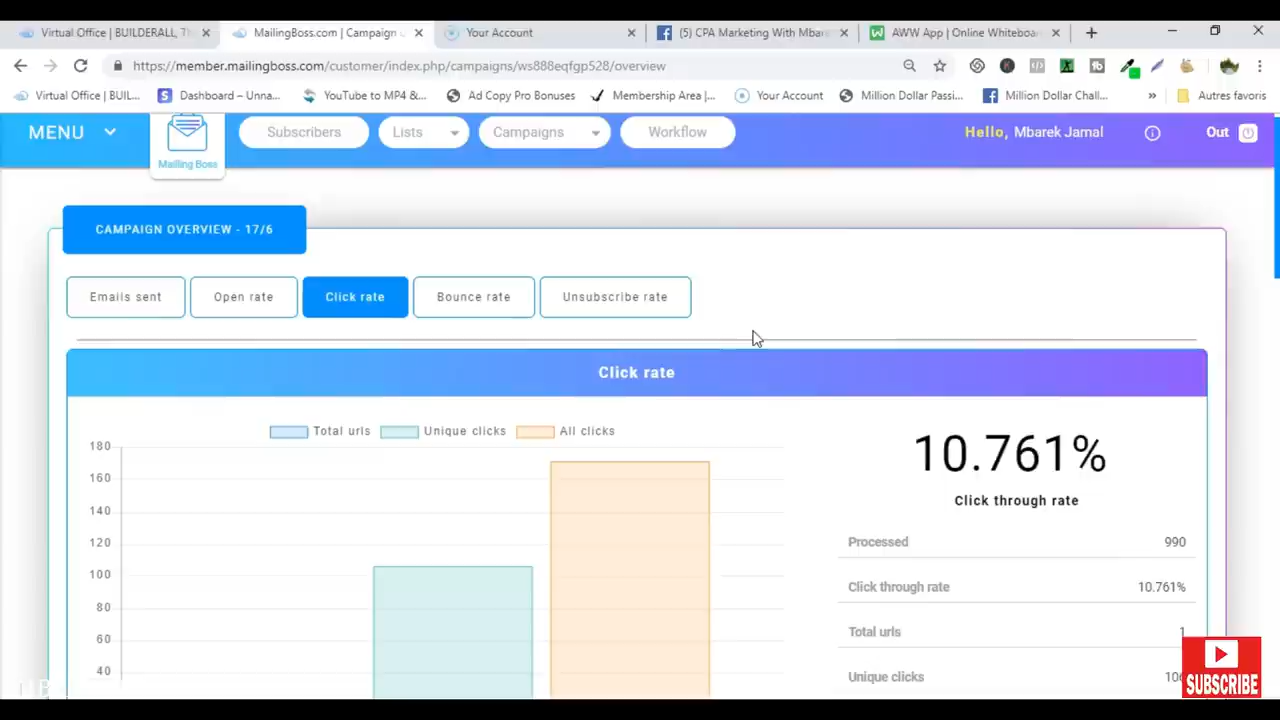 Virtual Office | BUILDERALL, Th
MailingBoss.com | Campaign
Your Account
(5) CPA Marketing With Mbar
AWW App | Online Whiteboar
https://member.mailingboss.com/customer/index.php/campaigns/ws888eqfgp528/overview
Virtual Office | BUIL...
Dashboard – Unna...
YouTube to MP4 &...
Ad Copy Pro Bonuses
Membership Area |...
Your Account
Million Dollar Passi...
Million Dollar Chall...
»
Autres favoris
MENU
Mailing Boss
Subscribers
Lists
Campaigns
Workflow
Hello, Mbarek Jamal
Out
CAMPAIGN OVERVIEW - 17/6
Emails sent
Open rate
Click rate
Bounce rate
Unsubscribe rate
Click rate
Total urls
Unique clicks
All clicks
180
160
140
120
100
80
60
40
10.761%
Click through rate
Processed 990
Click through rate 10.761%
Total urls 1
Unique clicks
SUBSCRIBE